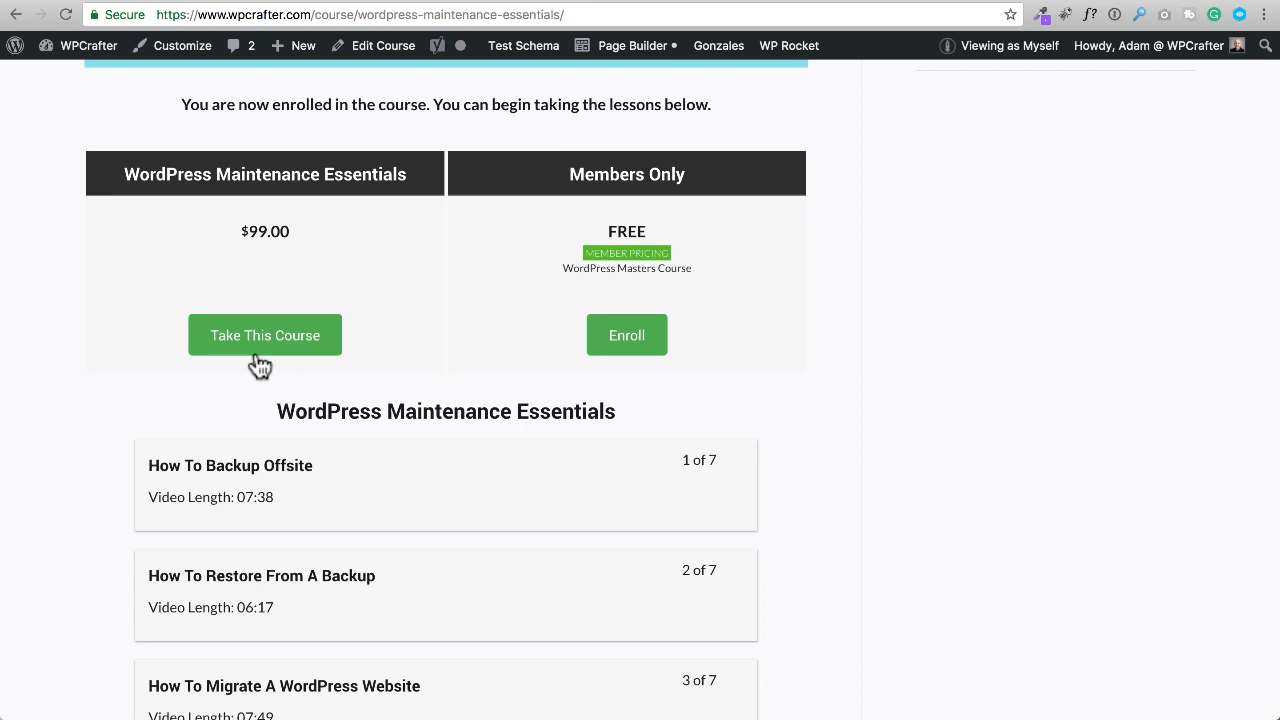 Secure https://www.wpcrafter.com/course/wordpress-maintenance-essentials/
WPCrafter Customize 2 New Edit Course Test Schema Page Builder Gonzales WP Rocket Viewing as Myself Howdy, Adam @ WPCrafter
You are now enrolled in the course. You can begin taking the lessons below.
WordPress Maintenance Essentials
$99.00
Take This Course
Members Only
FREE
MEMBER PRICING
WordPress Masters Course
Enroll
WordPress Maintenance Essentials
How To Backup Offsite
1 of 7
Video Length: 07:38
How To Restore From A Backup
2 of 7
Video Length: 06:17
How To Migrate A WordPress Website
3 of 7
Video Length: 07:49